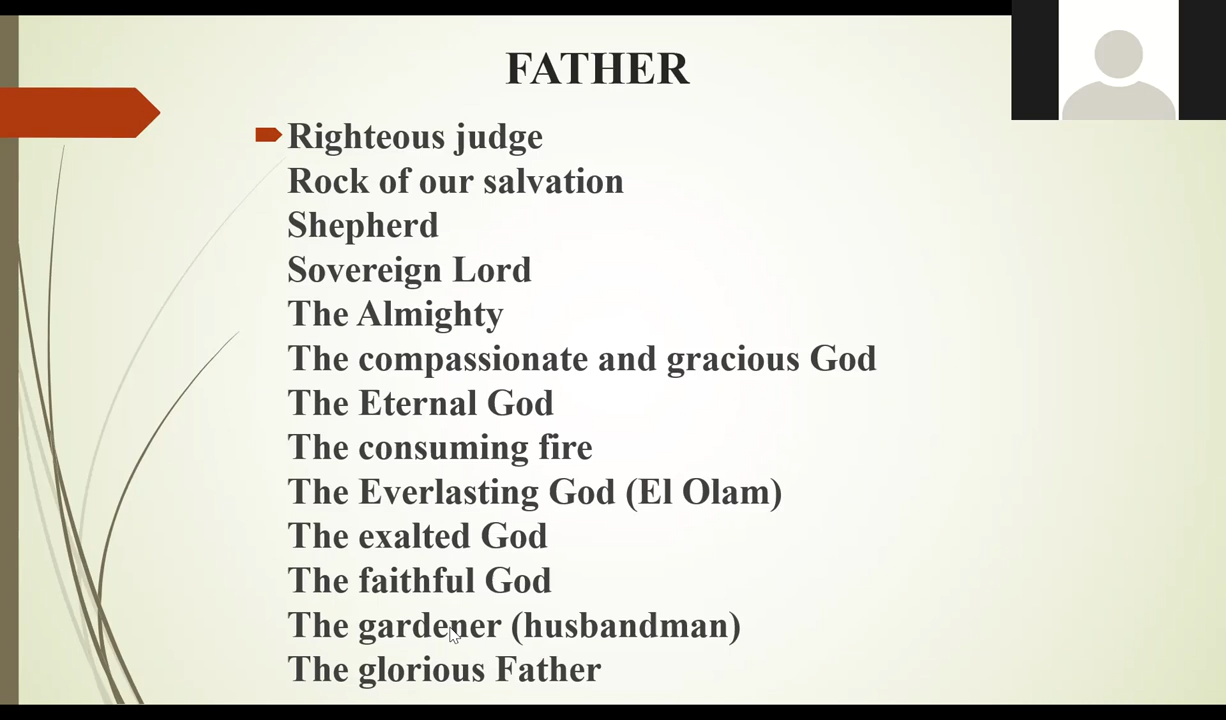 FATHER
Righteous judge
Rock of our salvation
Shepherd
Sovereign Lord
The Almighty
The compassionate and gracious God
The Eternal God
The consuming fire
The Everlasting God (El Olam)
The exalted God
The faithful God
The gardener (husbandman)
The glorious Father